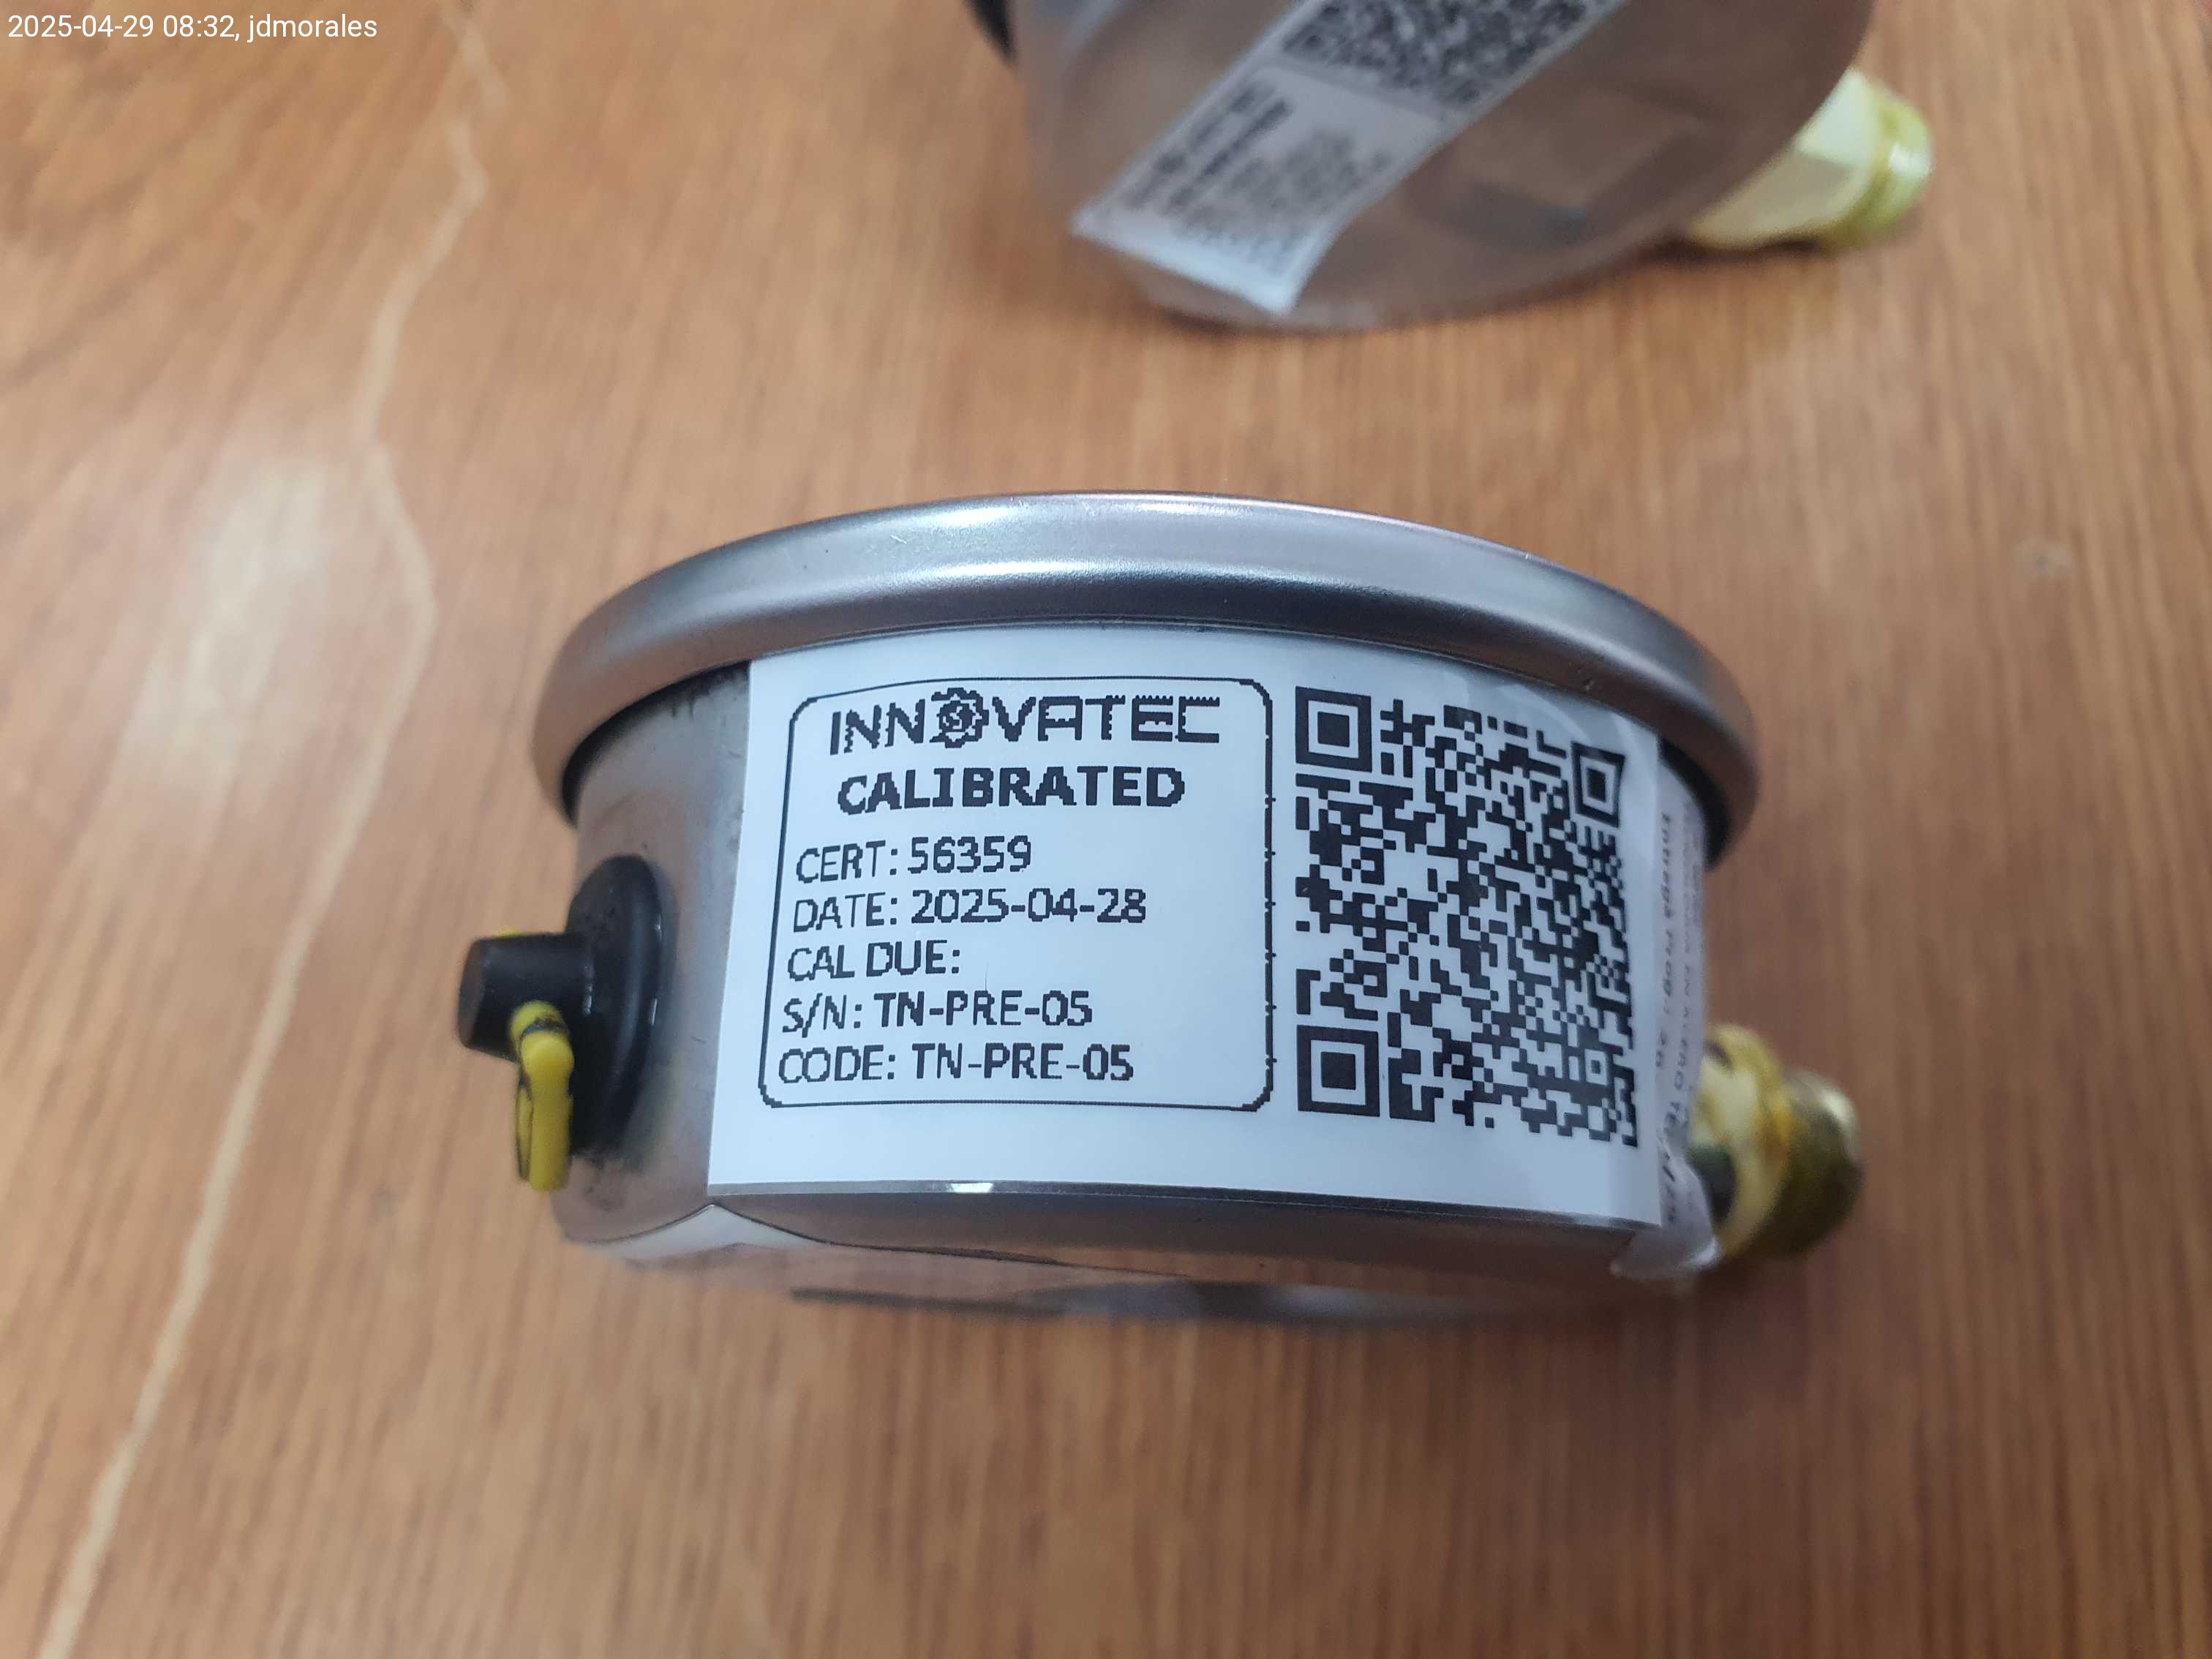 2025-04-29 08:32, jdmorales
INNOVATEC
CALIBRATED
CERT: 56359
DATE: 2025-04-28
CAL DUE:
S/N: TN-PRE-05
CODE: TN-PRE-05